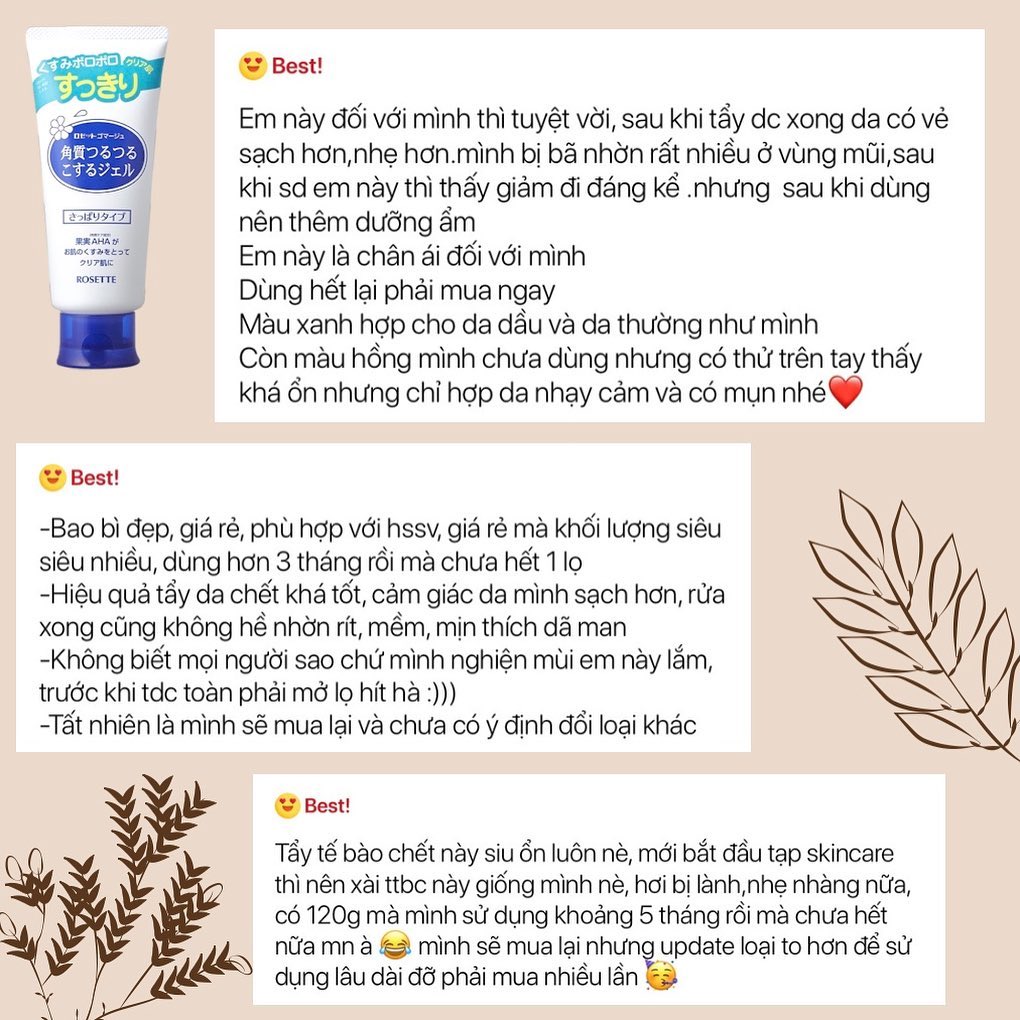 くすみポロポロ
クリア肌
すっきり
ロゼットゴマージュ
角質つるつる
こするジェル
さっぱりタイプ
果実AHAが
お肌のくすみをとって
クリア肌に
ROSETTE
Best!
Em này đối với mình thì tuyệt vời, sau khi tẩy dc xong da có vẻ
sạch hơn,nhẹ hơn.mình bị bã nhờn rất nhiều ở vùng mũi,sau
khi sd em này thì thấy giảm đi đáng kể .nhưng sau khi dùng
nên thêm dưỡng ẩm
Em này là chân ái đối với mình
Dùng hết lại phải mua ngay
Màu xanh hợp cho da dầu và da thường như mình
Còn màu hồng mình chưa dùng nhưng có thử trên tay thấy
khá ổn nhưng chỉ hợp da nhạy cảm và có mụn nhé❤️
Best!
-Bao bì đẹp, giá rẻ, phù hợp với hssv, giá rẻ mà khối lượng siêu
siêu nhiều, dùng hơn 3 tháng rồi mà chưa hết 1 lọ
-Hiệu quả tẩy da chết khá tốt, cảm giác da mình sạch hơn, rửa
xong cũng không hề nhờn rít, mềm, mịn thích dã man
-Không biết mọi người sao chứ mình nghiện mùi em này lắm,
trước khi tdc toàn phải mở lọ hít hà :)))
-Tất nhiên là mình sẽ mua lại và chưa có ý định đổi loại khác
Best!
Tẩy tế bào chết này siu ổn luôn nè, mới bắt đầu tạp skincare
thì nên xài ttbc này giống mình nè, hơi bị lành,nhẹ nhàng nữa,
có 120g mà mình sử dụng khoảng 5 tháng rồi mà chưa hết
nữa mn à 😂 mình sẽ mua lại nhưng update loại to hơn để sử
dụng lâu dài đỡ phải mua nhiều lần 🥳